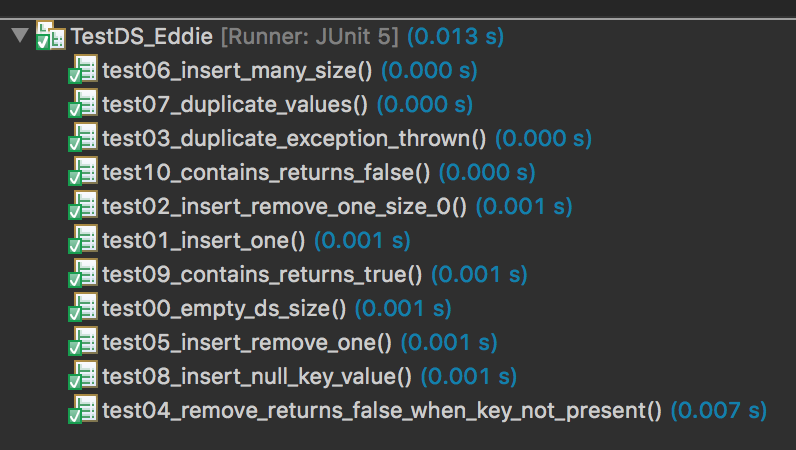 TestDS_Eddie [Runner: JUnit 5] (0.013 s)
test06_insert_many_size() (0.000 s)
test07_duplicate_values() (0.000 s)
test03_duplicate_exception_thrown() (0.000 s)
test10_contains_returns_false() (0.000 s)
test02_insert_remove_one_size_0() (0.001 s)
test01_insert_one() (0.001 s)
test09_contains_returns_true() (0.001 s)
test00_empty_ds_size() (0.001 s)
test05_insert_remove_one() (0.001 s)
test08_insert_null_key_value() (0.001 s)
test04_remove_returns_false_when_key_not_present() (0.007 s)